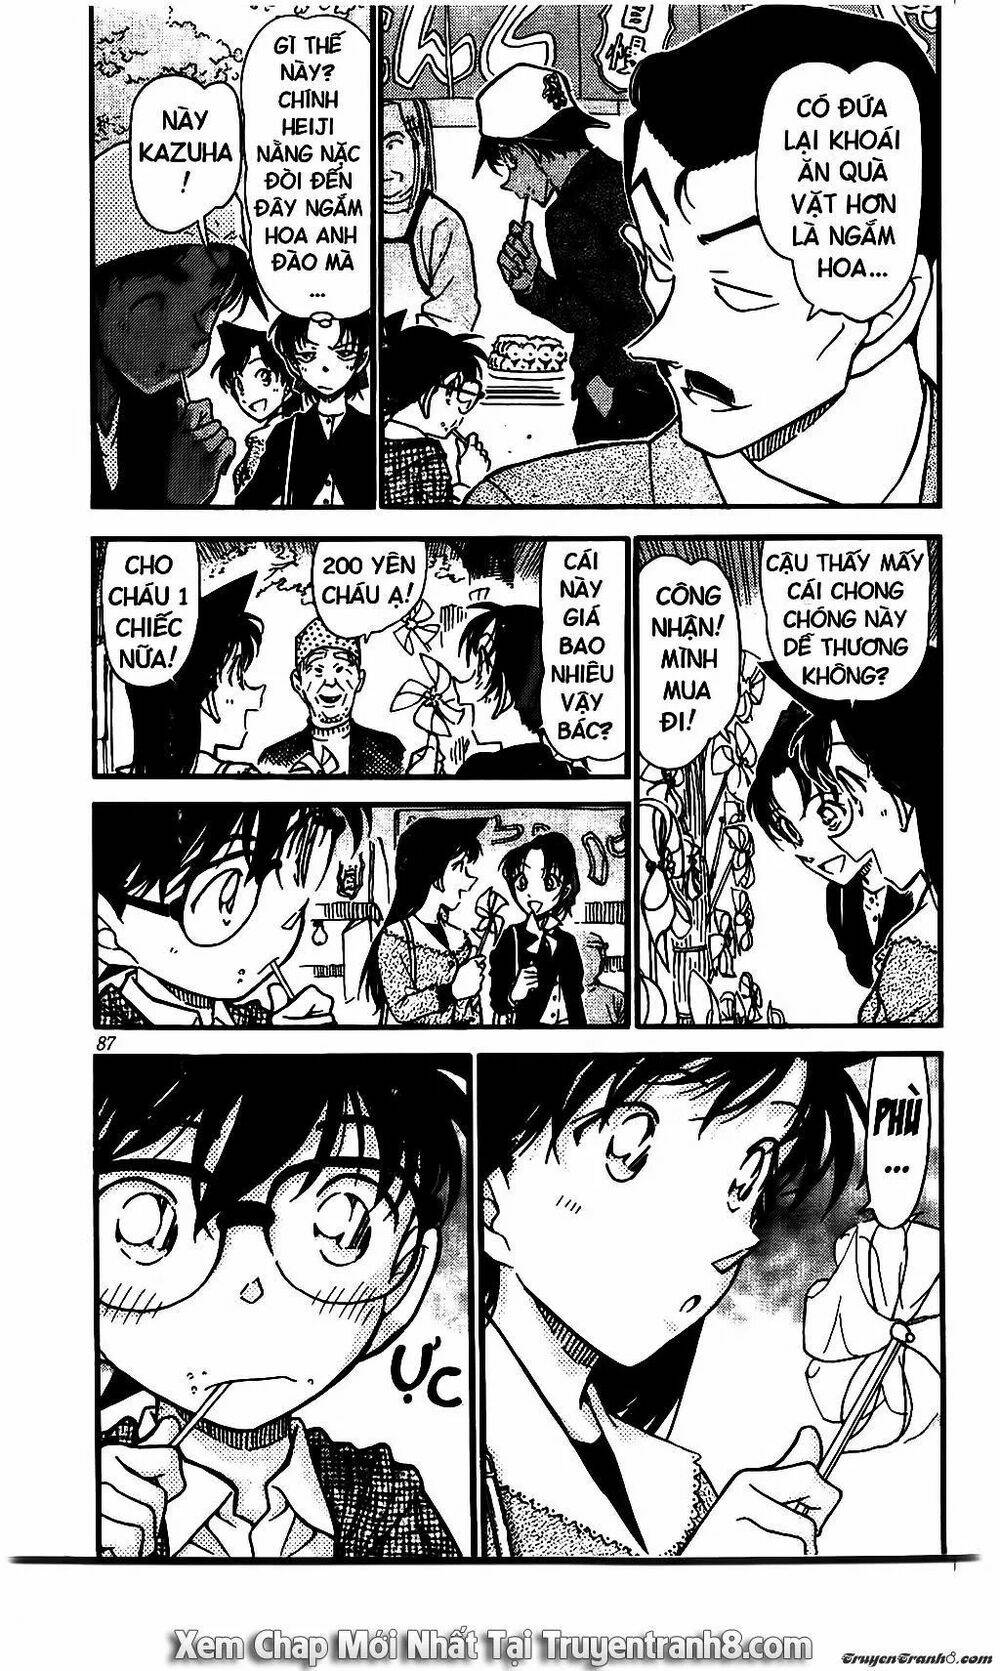 CÓ ĐỨA
LẠI KHOÁI
ĂN QUÀ
VẶT HƠN
LÀ NGẮM
HOA...
GÌ THẾ
NÀY?
CHÍNH
HEIJI
NẰNG NẶC
ĐÒI ĐẾN
ĐÂY NGẮM
HOA ANH
ĐÀO MÀ
...
NÀY
KAZUHA
!
CẬU THẤY MẤY
CÁI CHONG
CHÓNG NÀY
DỄ THƯƠNG
KHÔNG?
CÔNG
NHẬN!
MÌNH
MUA
ĐI!
CÁI
NÀY
GIÁ
BAO
NHIÊU
VẬY
BÁC?
200 YÊN
CHÁU Ạ!
CHO
CHÁU 1
CHIẾC
NỮA!
87
PHÙ
...
ỰC
Xem Chap Mới Nhất Tại Truyentranh8.com
TruyenTranh8.com